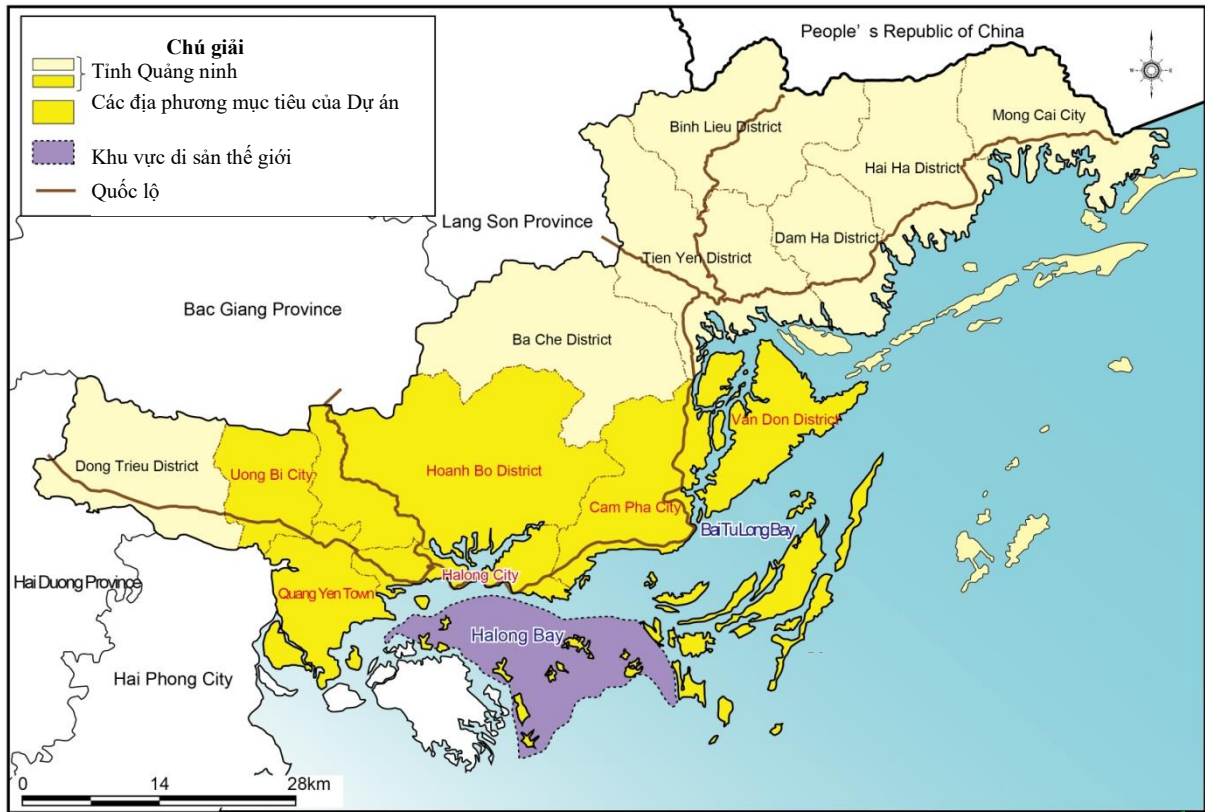 Chú giải
Tỉnh Quảng ninh
Các địa phương mục tiêu của Dự án
Khu vực di sản thế giới
Quốc lộ
People’ s Republic of China
N
W
E
S
Binh Lieu District
Mong Cai City
Hai Ha District
Lang Son Province
Dam Ha District
Tien Yen District
Bac Giang Province
Ba Che District
Van Don District
Dong Trieu District
Uong Bi City
Hoanh Bo District
Cam Pha City
Bai Tu Long Bay
Hai Duong Province
Halong City
Quang Yen Town
Halong Bay
Hai Phong City
0 14 28km